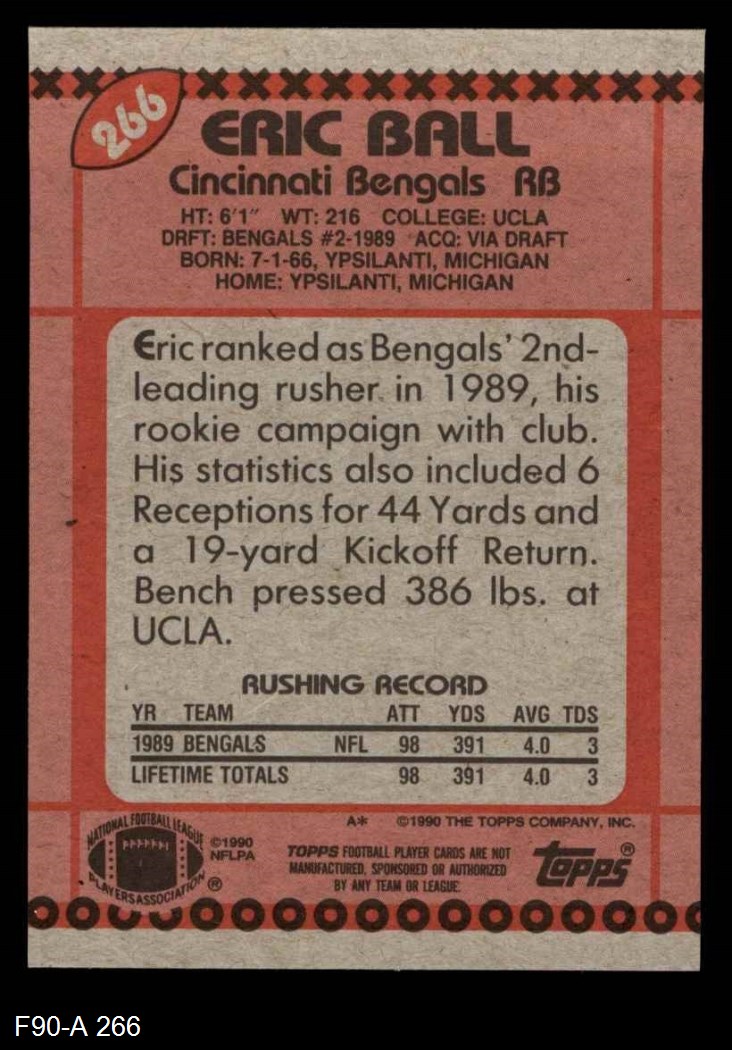 266
ERIC BALL
Cincinnati Bengals RB
HT: 6'1" WT: 216 COLLEGE: UCLA
DRFT: BENGALS #2-1989 ACQ: VIA DRAFT
BORN: 7-1-66, YPSILANTI, MICHIGAN
HOME: YPSILANTI, MICHIGAN
Eric ranked as Bengals' 2nd-
leading rusher in 1989, his
rookie campaign with club.
His statistics also included 6
Receptions for 44 Yards and
a 19-yard Kickoff Return.
Bench pressed 386 lbs. at
UCLA.
RUSHING RECORD
YR TEAM ATT YDS AVG TDS
1989 BENGALS NFL 98 391 4.0 3
LIFETIME TOTALS 98 391 4.0 3
A* ©1990 THE TOPPS COMPANY, INC.
NATIONAL FOOTBALL LEAGUE
PLAYERS ASSOCIATION ®
NFLPA
©1990
NFLPA
TOPPS FOOTBALL PLAYER CARDS ARE NOT
MANUFACTURED, SPONSORED OR AUTHORIZED
BY ANY TEAM OR LEAGUE.
topps ®
F90-A 266